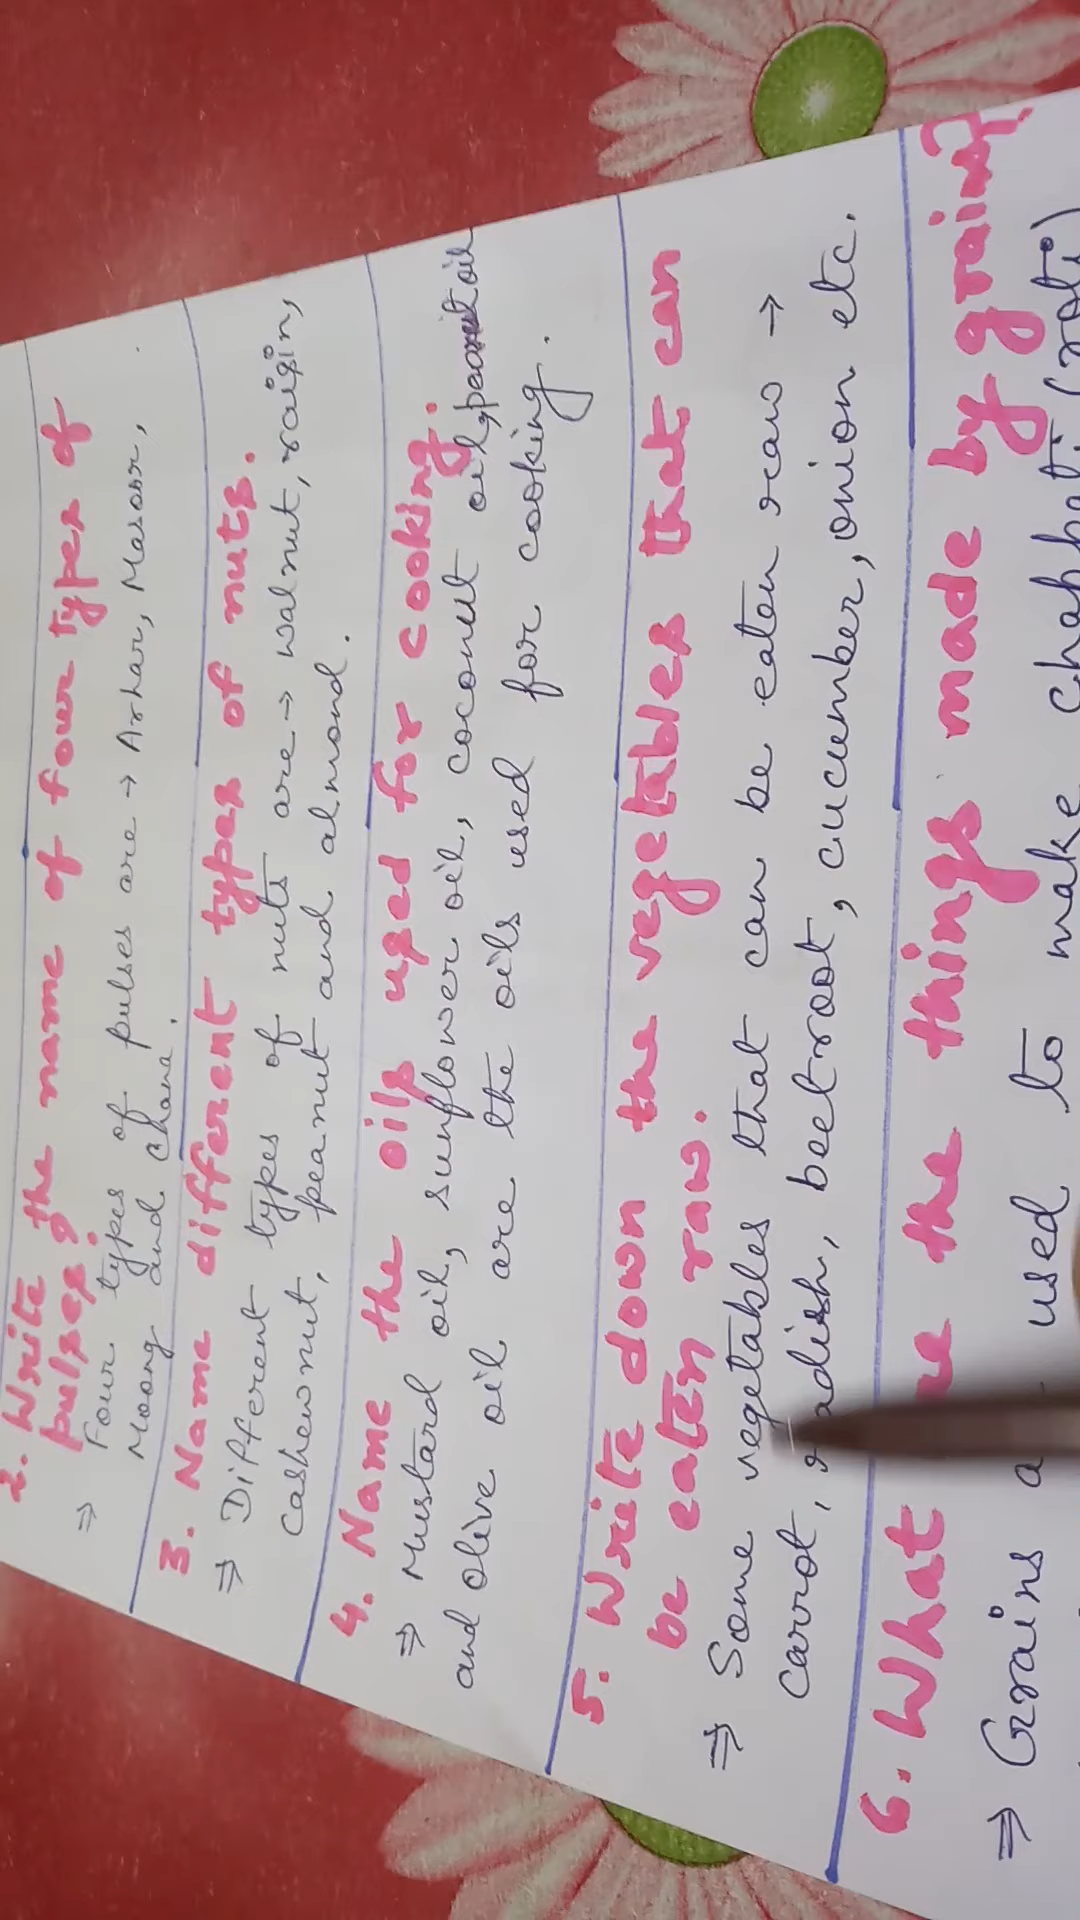 2. Write the name of four types of
pulses.
⇒ Four types of pulses are → Arhar, Masoor,
Moong and Chana.
3. Name different types of nuts.
⇒ Different types of nuts are → walnut, raisin,
cashewnut, peanut and almond.
4. Name the oils used for cooking.
⇒ Mustard oil, sunflower oil, coconut oil, peanut oil
and olive oil are the oils used for cooking.
5. Write down the vegetables that can
be eaten raw.
⇒ Some vegetables that can be eaten raw →
carrot, radish, beetroot, cucumber, onion etc.
6. What the things made by grains?
⇒ Grains used to make chappati (roti)